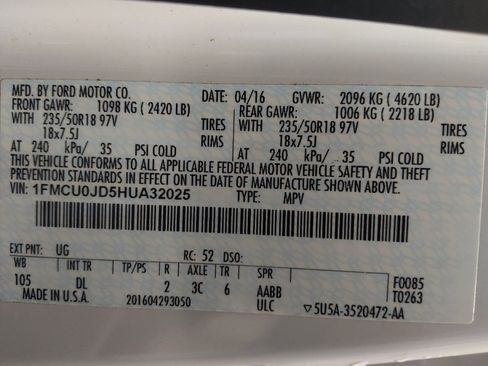 MFD. BY FORD MOTOR CO. DATE: 04/16 GVWR: 2096 KG ( 4620 LB)
FRONT GAWR: 1098 KG ( 2420 LB) REAR GAWR: 1006 KG ( 2218 LB)
WITH 235/50R18 97V TIRES WITH 235/50R18 97V TIRES
18x7.5J RIMS 18x7.5J RIMS
AT 240 kPa/ 35 PSI COLD AT 240 kPa/ 35 PSI COLD
THIS VEHICLE CONFORMS TO ALL APPLICABLE FEDERAL MOTOR VEHICLE SAFETY AND THEFT
PREVENTION STANDARDS IN EFFECT ON THE DATE OF MANUFACTURE SHOWN ABOVE.
VIN: 1FMCU0JD5HUA32025 TYPE: MPV
EXT PNT: UG RC: 52 DSO:
WB INT TR TP/PS R AXLE TR SPR F0085
105 DL 2 3C 6 AABB T0263
MADE IN U.S.A. 201604293050 ULC ▽5U5A-3520472-AA